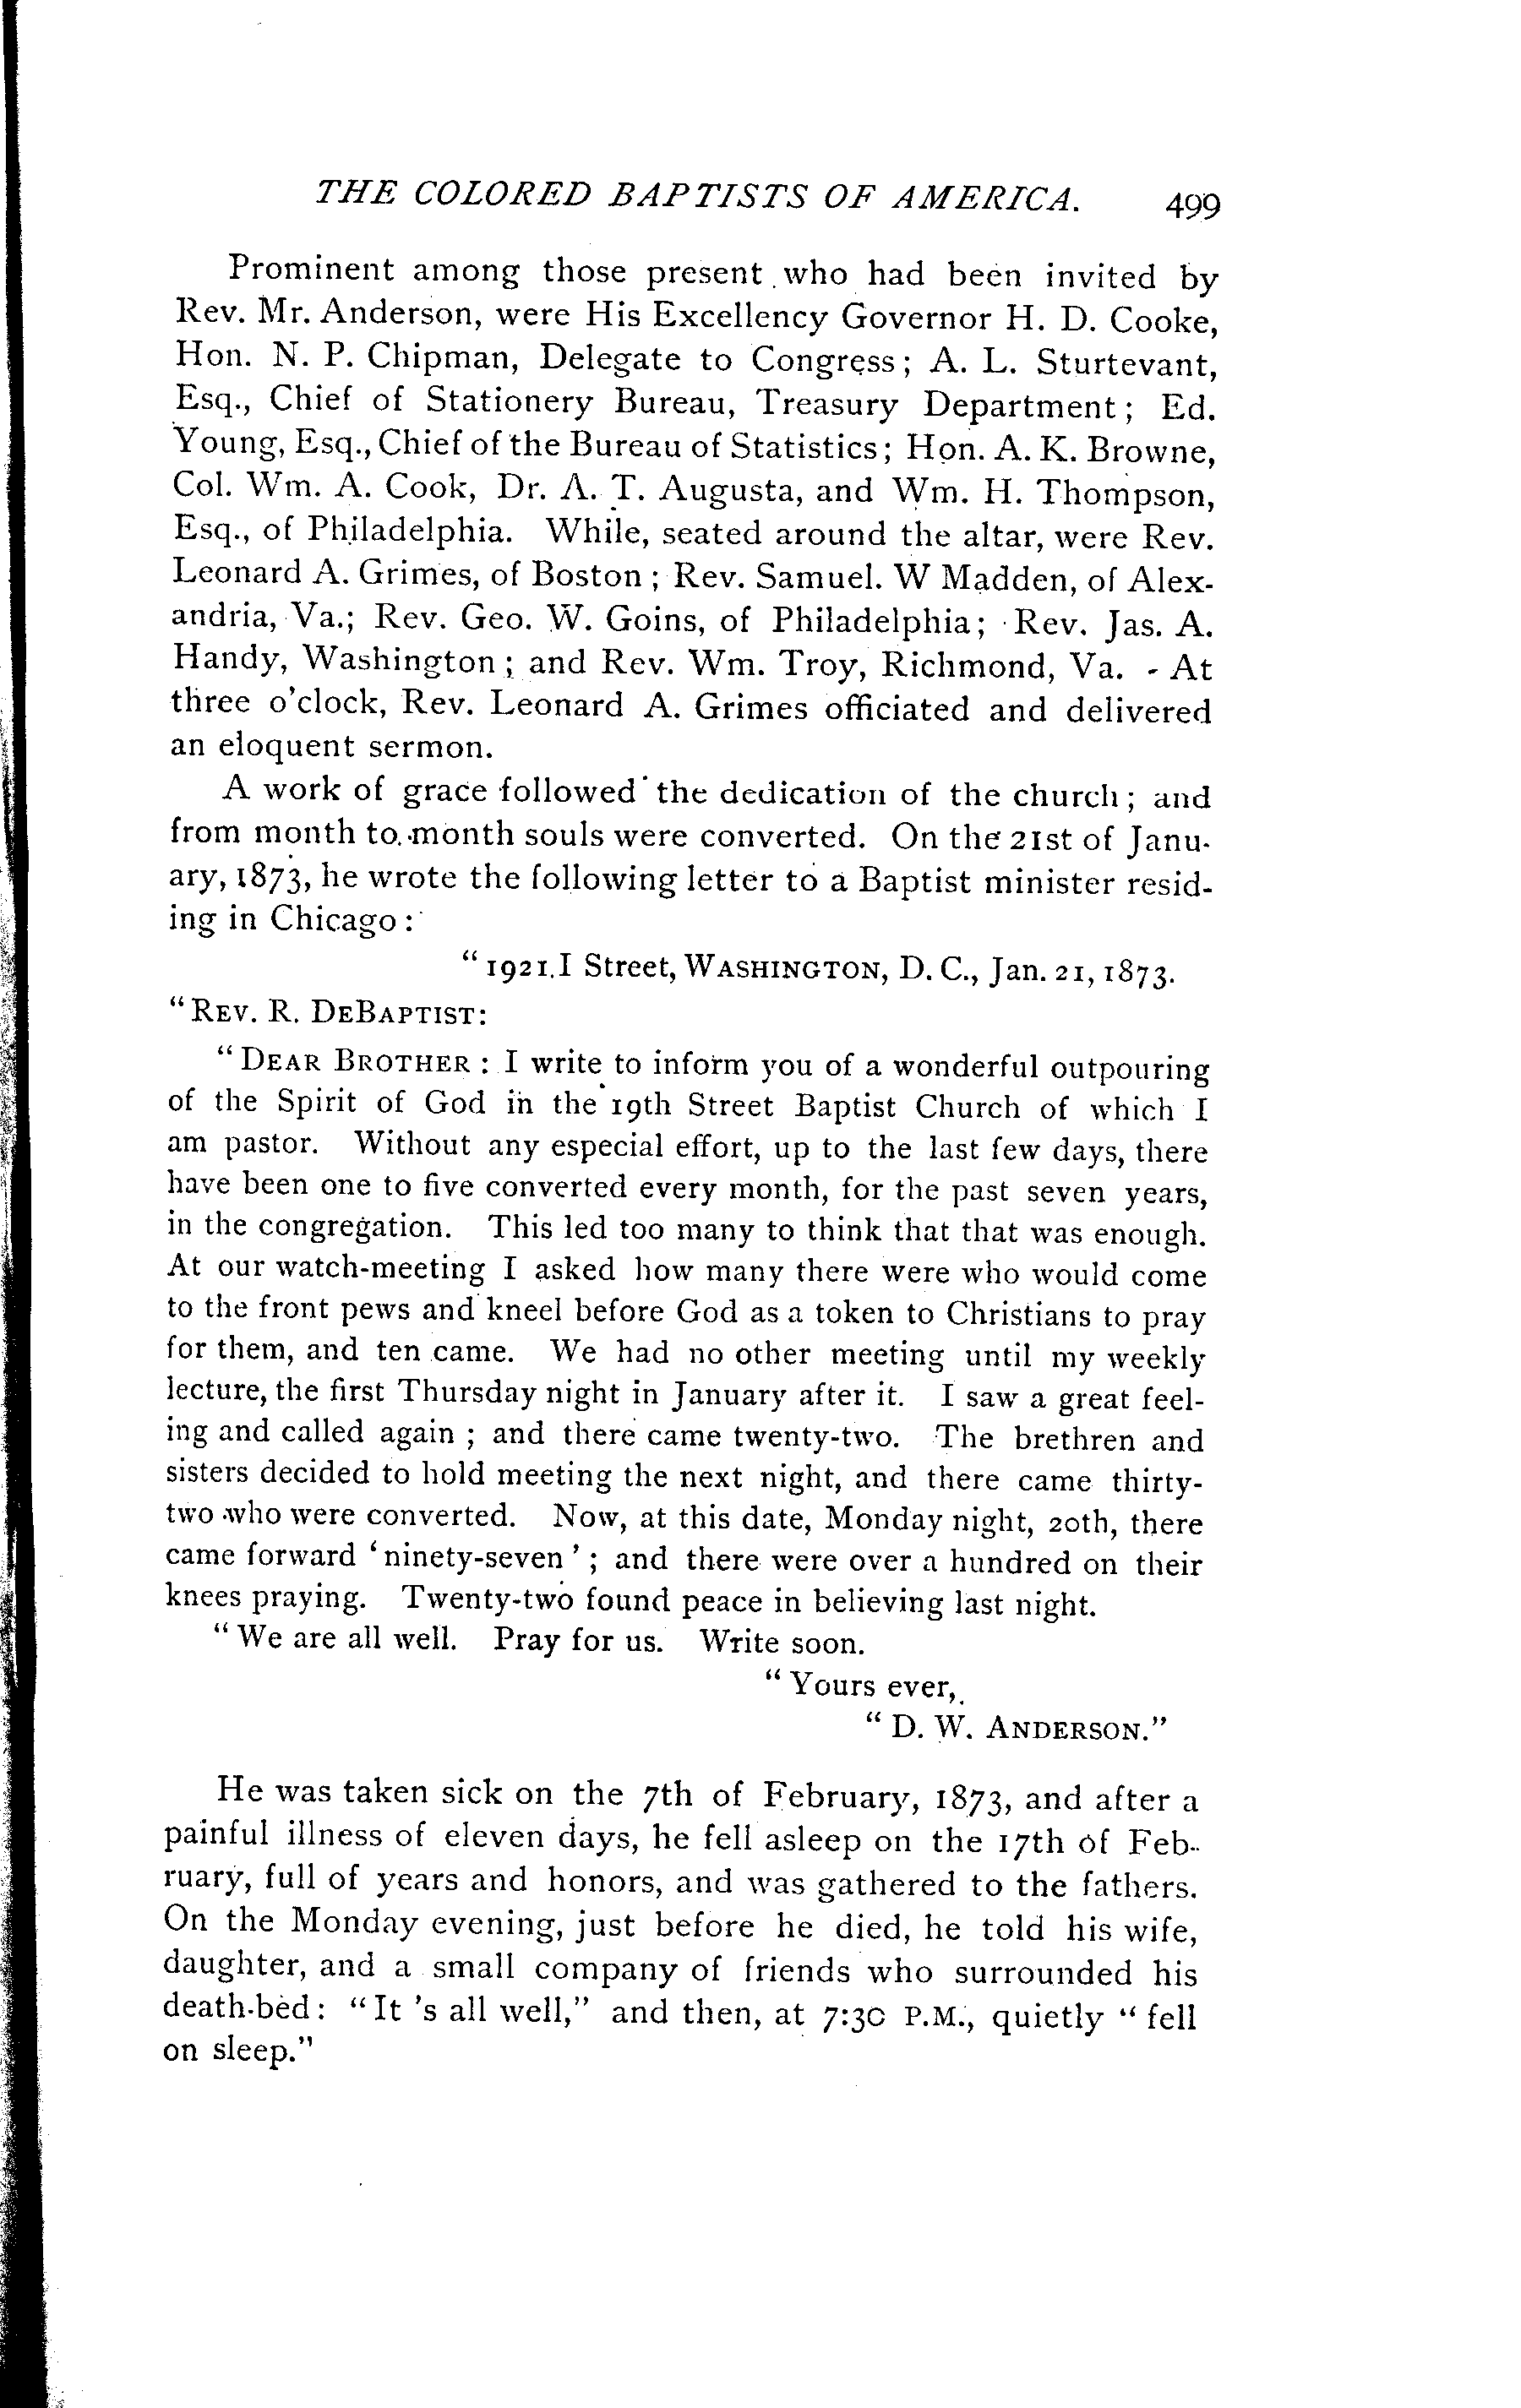 THE COLORED BAPTISTS OF AMERICA. 499
Prominent among those present who had been invited by
Rev. Mr. Anderson, were His Excellency Governor H. D. Cooke,
Hon. N. P. Chipman, Delegate to Congress; A. L. Sturtevant,
Esq., Chief of Stationery Bureau, Treasury Department; Ed.
Young, Esq., Chief of the Bureau of Statistics; Hon. A. K. Browne,
Col. Wm. A. Cook, Dr. A. T. Augusta, and Wm. H. Thompson,
Esq., of Philadelphia. While, seated around the altar, were Rev.
Leonard A. Grimes, of Boston; Rev. Samuel. W Madden, of Alex-
andria, Va.; Rev. Geo. W. Goins, of Philadelphia; Rev. Jas. A.
Handy, Washington; and Rev. Wm. Troy, Richmond, Va. - At
three o'clock, Rev. Leonard A. Grimes officiated and delivered
an eloquent sermon.
A work of grace followed the dedication of the church; and
from month to month souls were converted. On the 21st of Janu-
ary, 1873, he wrote the following letter to a Baptist minister resid-
ing in Chicago:
"1921 I Street, WASHINGTON, D. C., Jan. 21, 1873.
"REV. R. DEBAPTIST:
"DEAR BROTHER: I write to inform you of a wonderful outpouring
of the Spirit of God in the 19th Street Baptist Church of which I
am pastor. Without any especial effort, up to the last few days, there
have been one to five converted every month, for the past seven years,
in the congregation. This led too many to think that that was enough.
At our watch-meeting I asked how many there were who would come
to the front pews and kneel before God as a token to Christians to pray
for them, and ten came. We had no other meeting until my weekly
lecture, the first Thursday night in January after it. I saw a great feel-
ing and called again; and there came twenty-two. The brethren and
sisters decided to hold meeting the next night, and there came thirty-
two who were converted. Now, at this date, Monday night, 20th, there
came forward 'ninety-seven'; and there were over a hundred on their
knees praying. Twenty-two found peace in believing last night.
"We are all well. Pray for us. Write soon.
"Yours ever,
"D. W. ANDERSON."
He was taken sick on the 7th of February, 1873, and after a
painful illness of eleven days, he fell asleep on the 17th of Feb-
ruary, full of years and honors, and was gathered to the fathers.
On the Monday evening, just before he died, he told his wife,
daughter, and a small company of friends who surrounded his
death-bed: "It 's all well," and then, at 7:30 P.M., quietly "fell
on sleep."